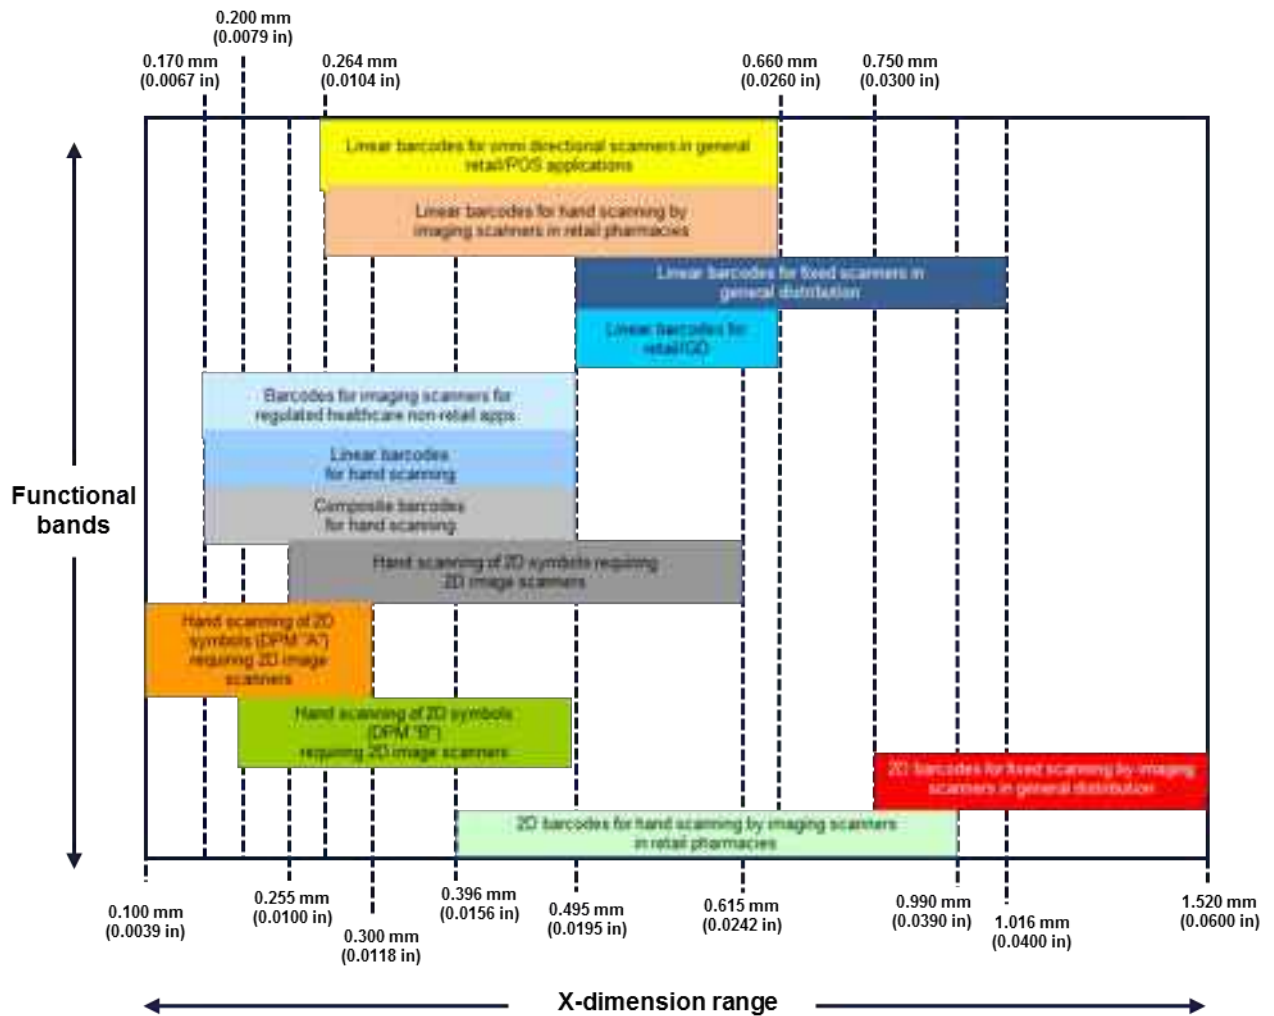 0.200 mm
(0.0079 in)
0.170 mm
(0.0067 in)
0.264 mm
(0.0104 in)
0.660 mm
(0.0260 in)
0.750 mm
(0.0300 in)
Linear barcodes for omni directional scanners in general
retail/POS applications
Linear barcodes for hand scanning by
imaging scanners in retail pharmacies
Linear barcodes for fixed scanners in
general distribution
Linear barcodes for
retail/GD
Barcodes for imaging scanners for
regulated healthcare non-retail apps
Linear barcodes
for hand scanning
Composite barcodes
for hand scanning
Functional
bands
Hand scanning of 2D symbols requiring
2D image scanners
Hand scanning of 2D
symbols (DPM "A")
requiring 2D image
scanners
Hand scanning of 2D symbols
(DPM "B")
requiring 2D image scanners
2D barcodes for fixed scanning by imaging
scanners in general distribution
2D barcodes for hand scanning by imaging scanners
in retail pharmacies
0.100 mm
(0.0039 in)
0.255 mm
(0.0100 in)
0.300 mm
(0.0118 in)
0.396 mm
(0.0156 in)
0.495 mm
(0.0195 in)
0.615 mm
(0.0242 in)
0.990 mm
(0.0390 in)
1.016 mm
(0.0400 in)
1.520 mm
(0.0600 in)
X-dimension range